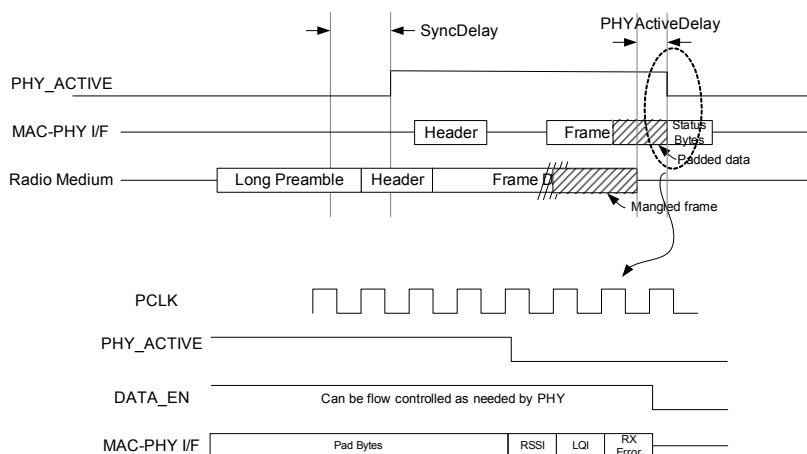 SyncDelay
PHYActiveDelay
PHY_ACTIVE
MAC-PHY I/F
Header
Frame
Status
Bytes
Padded data
Radio Medium
Long Preamble
Header
Frame D
Mangled frame
PCLK
PHY_ACTIVE
DATA_EN
Can be flow controlled as needed by PHY
MAC-PHY I/F
Pad Bytes
RSSI
LQI
RX
Error